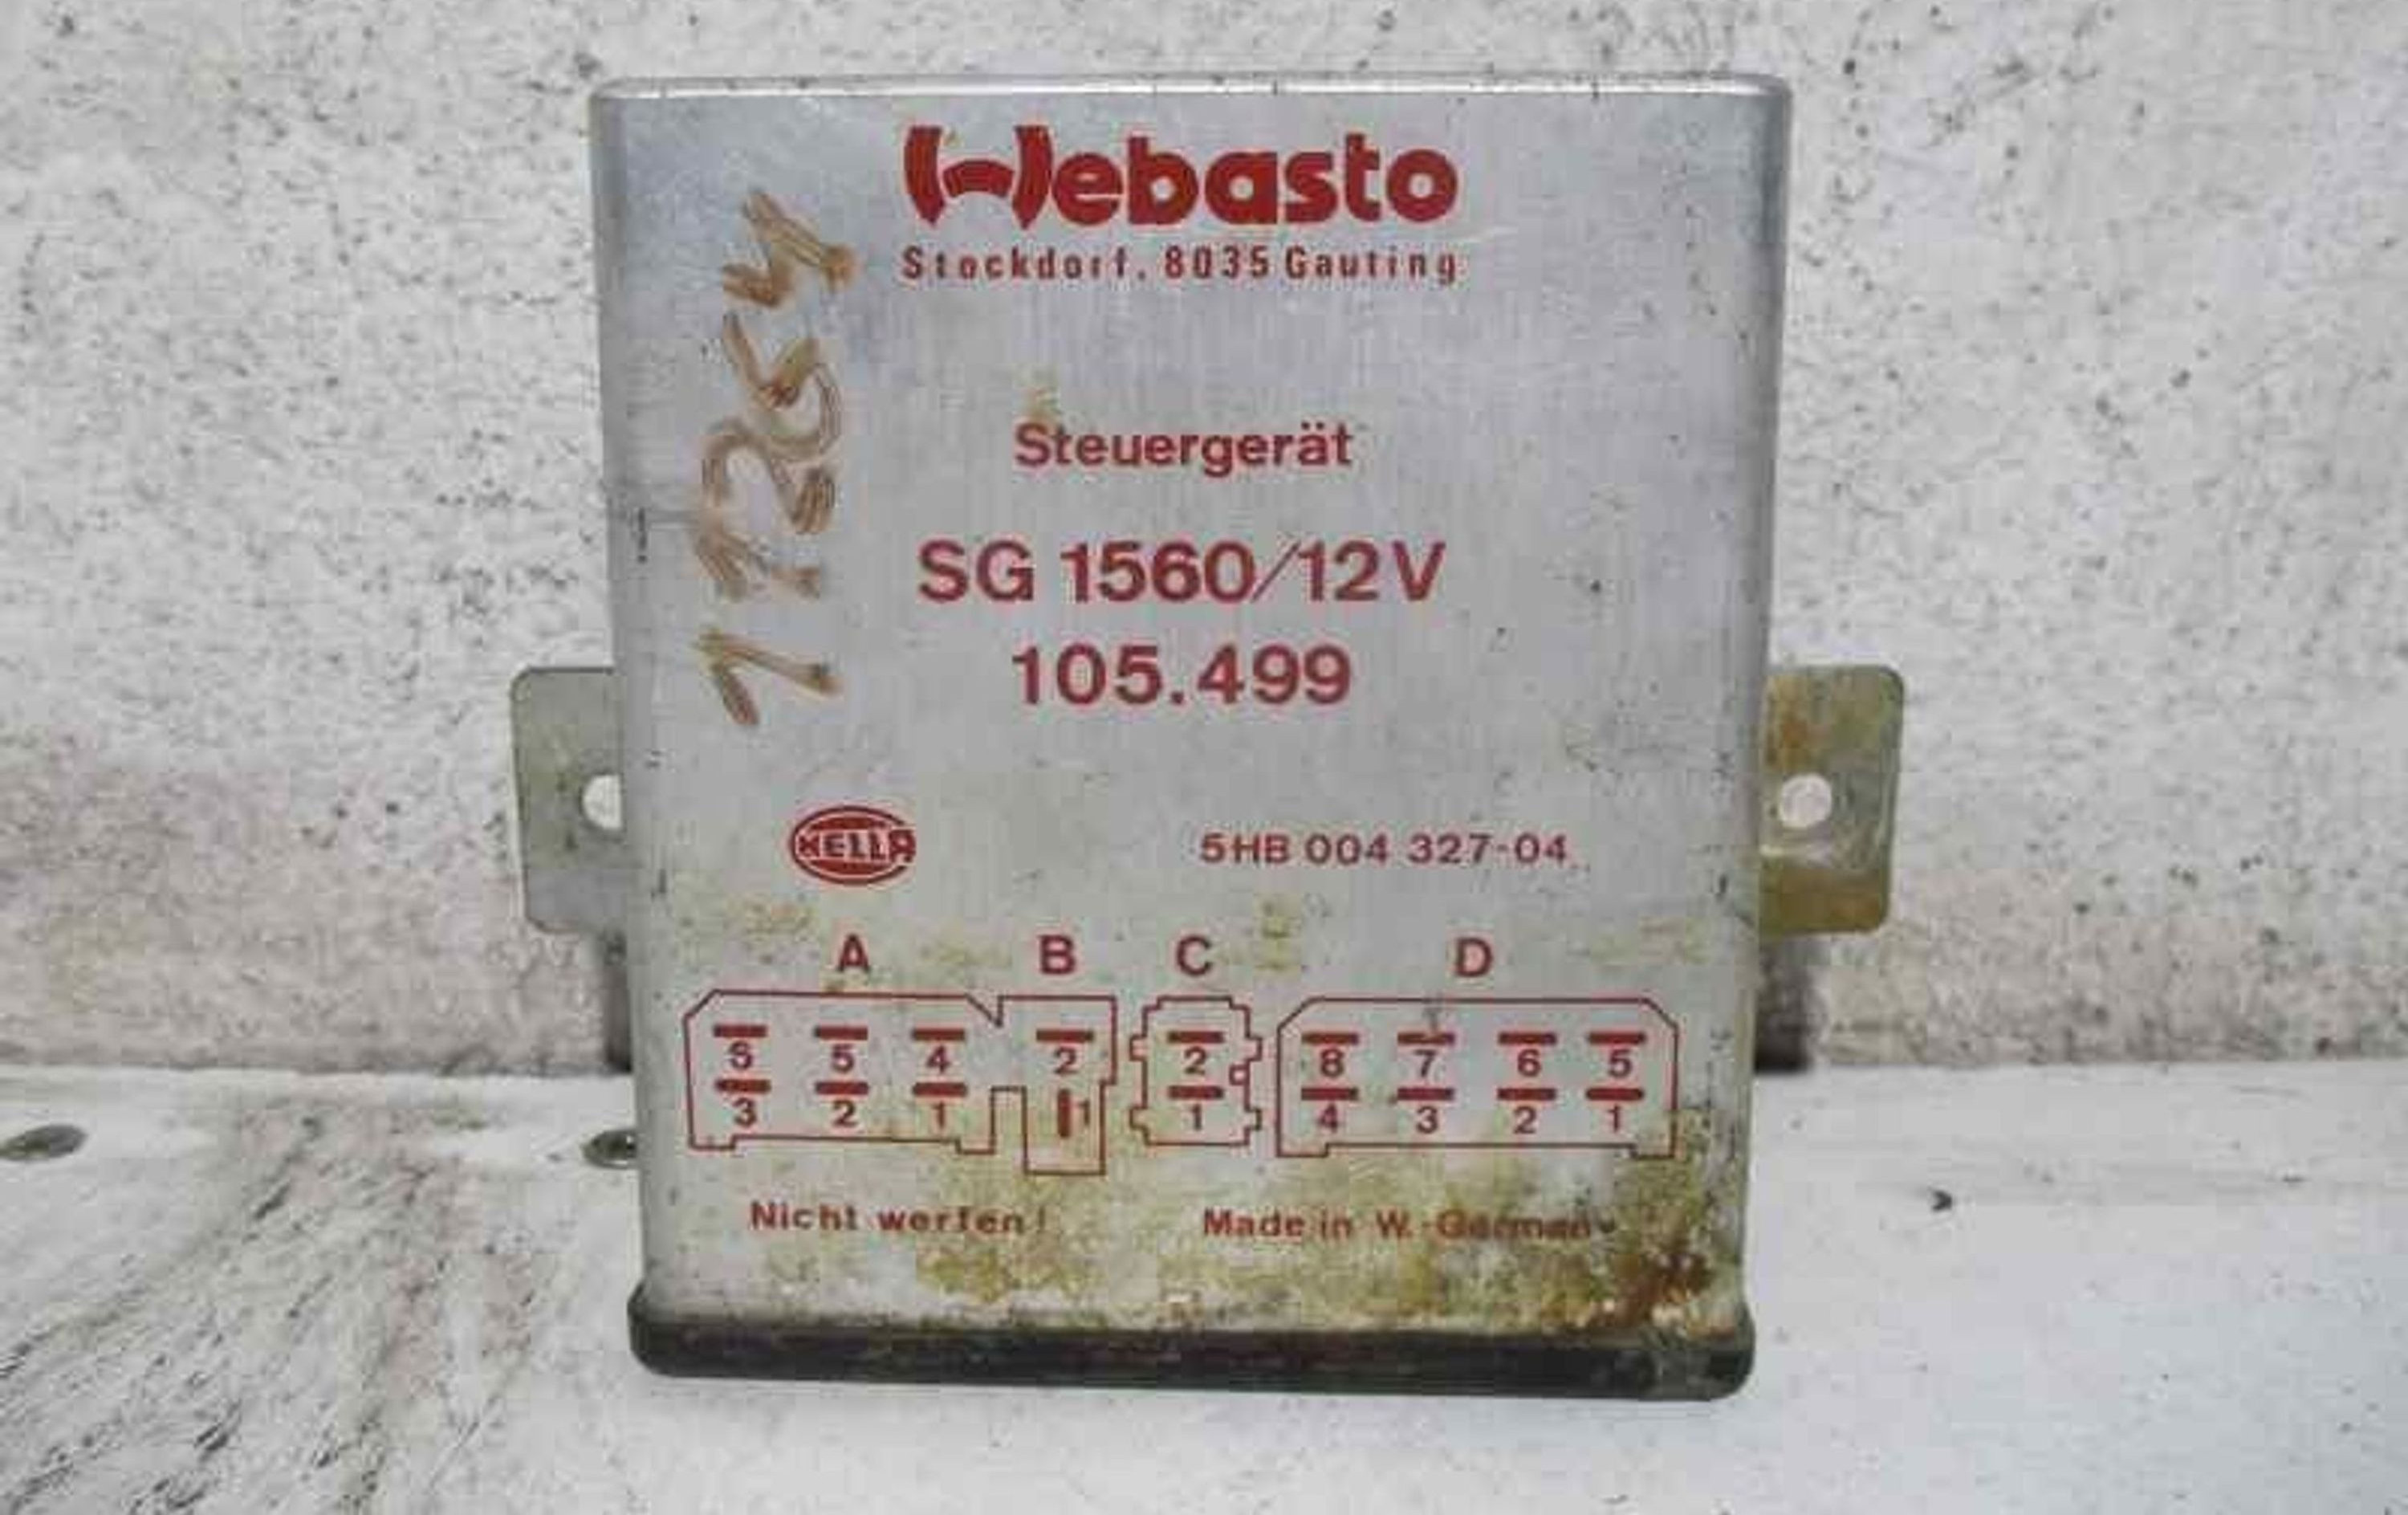 Webasto
Stockdorf, 8035 Gauting
Steuergerät
SG 1560/12V
105.499
HELLA
5HB 004 327-04
A B C D
6 5 4 2 2 8 7 6 5
3 2 1 1 1 4 3 2 1
Nicht werfen!
Made in W.-Germany